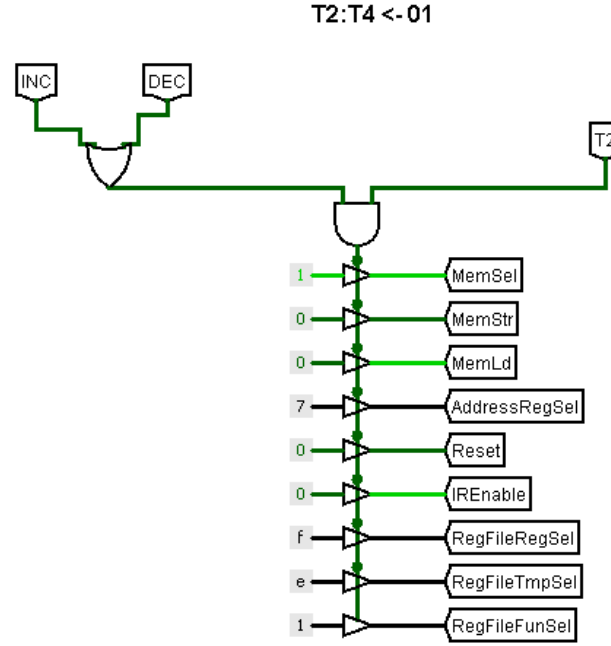 T2:T4 <- 01
INC DEC
T2
1 MemSel
0 MemStr
0 MemLd
7 AddressRegSel
0 Reset
0 IREnable
f RegFileRegSel
e RegFileTmpSel
1 RegFileFunSel